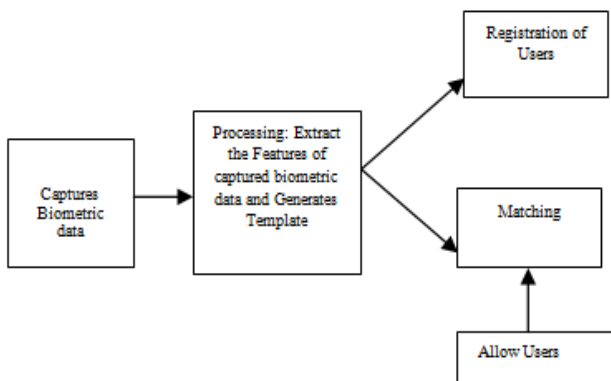 Captures
Biometric
data
Processing: Extract
the Features of
captured biometric
data and Generates
Template
Registration of
Users
Matching
Allow Users